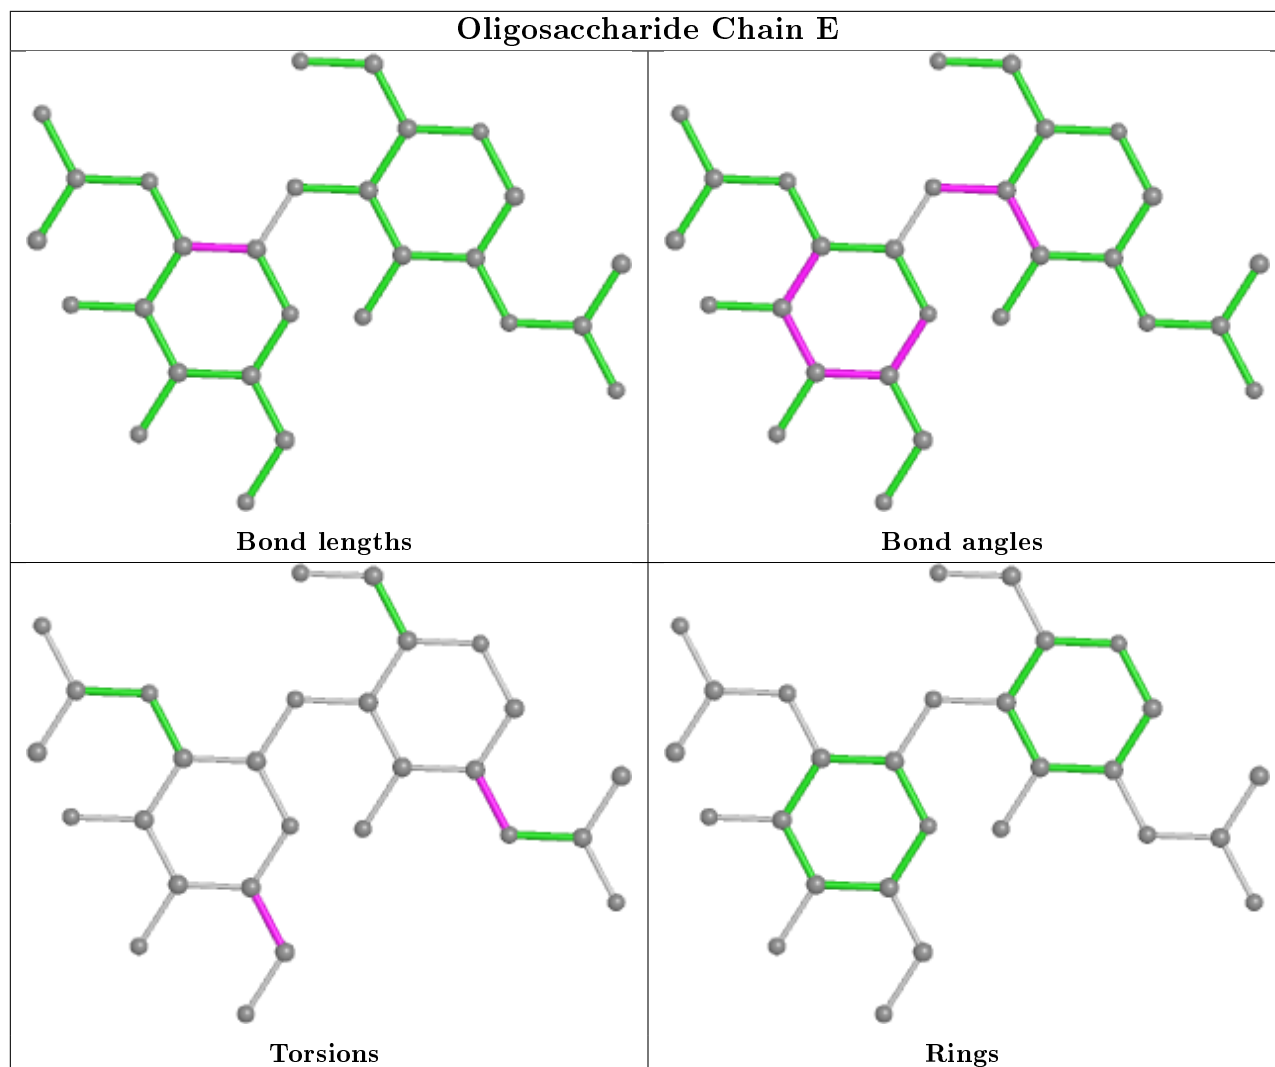 Oligosaccharide Chain E
Bond lengths
Bond angles
Torsions
Rings